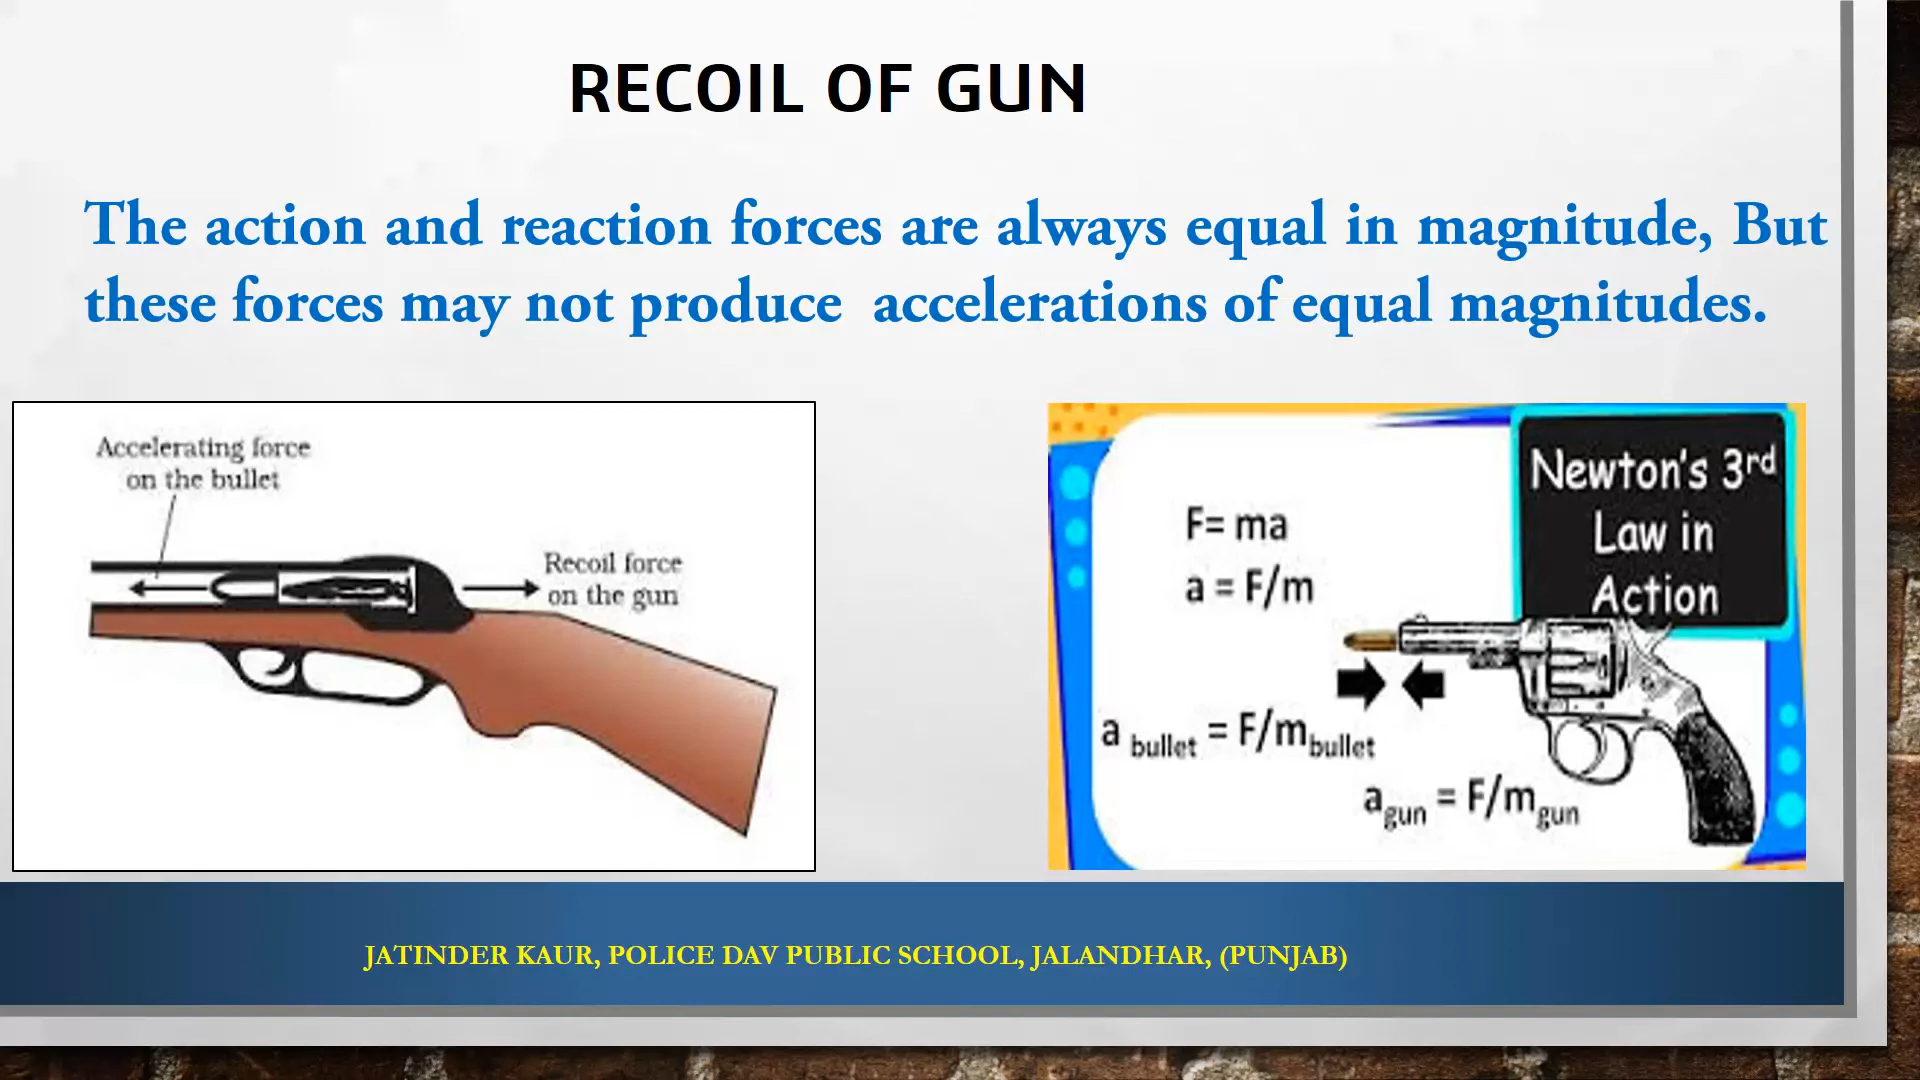 RECOIL OF GUN
The action and reaction forces are always equal in magnitude, But
these forces may not produce accelerations of equal magnitudes.
Accelerating force
on the bullet
Recoil force
on the gun
Newton's 3rd
Law in
Action
F= ma
a = F/m
a bullet = F/mbullet
agun = F/mgun
JATINDER KAUR, POLICE DAV PUBLIC SCHOOL, JALANDHAR, (PUNJAB)